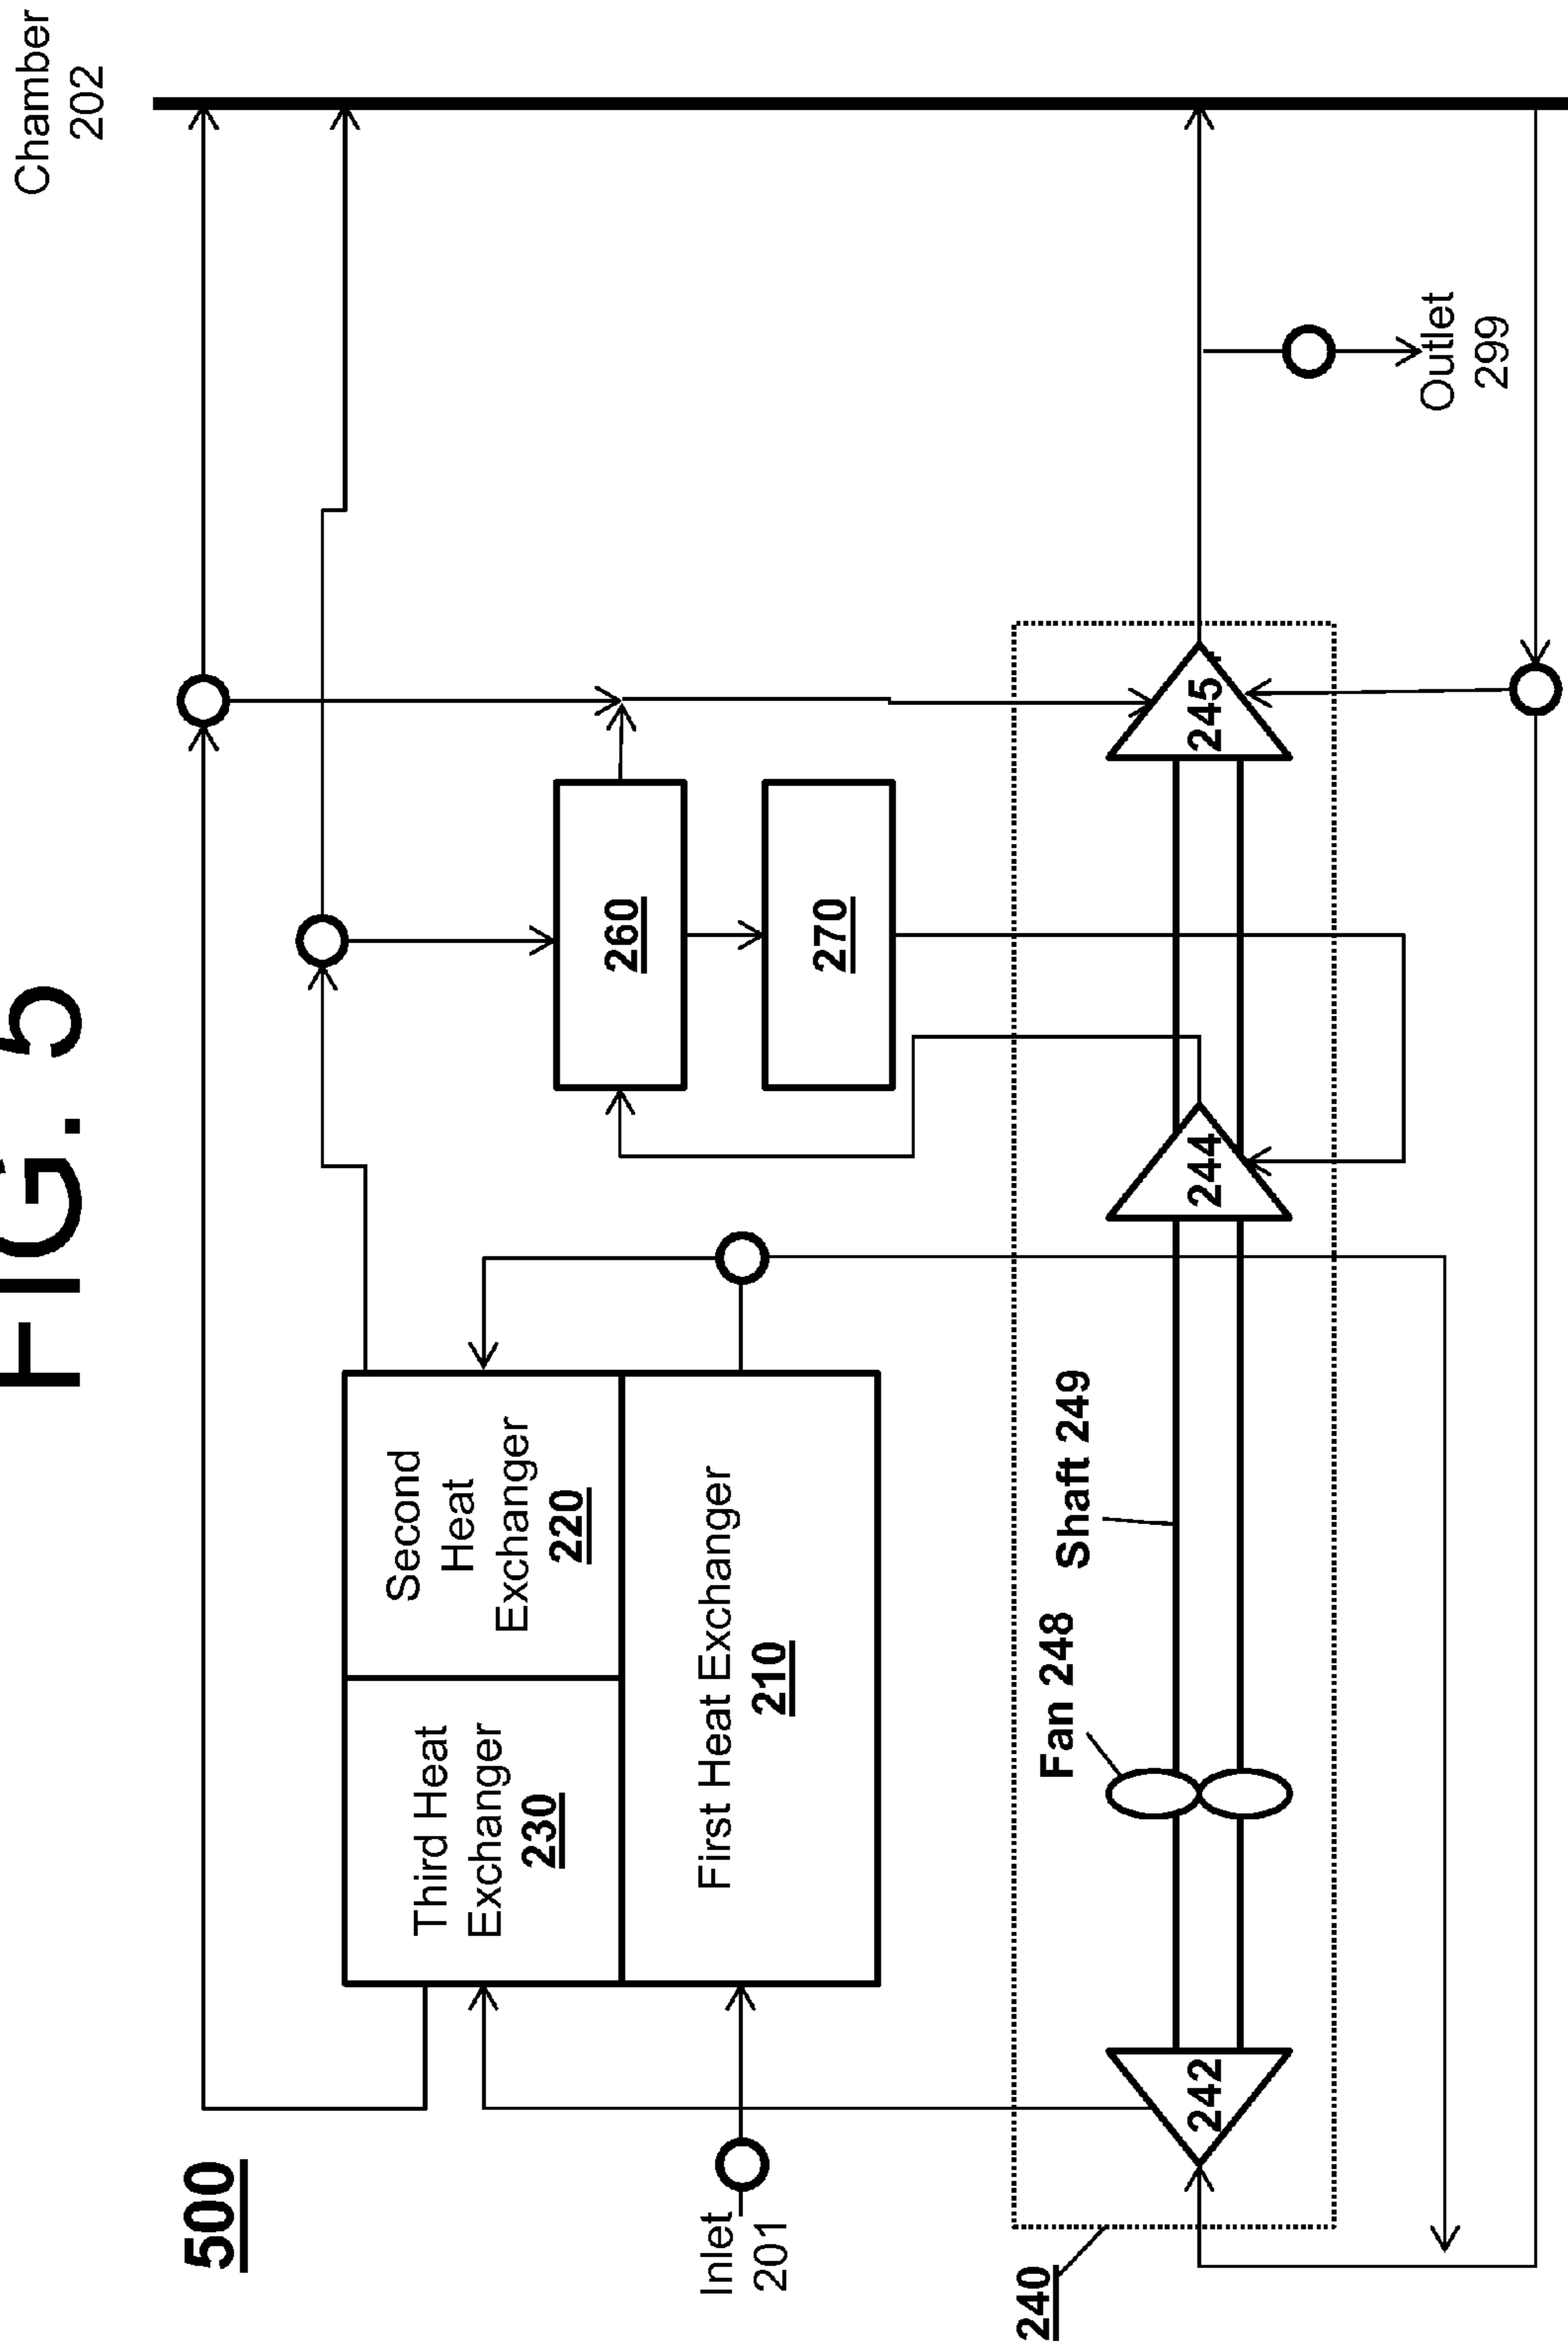 FIG. 5
500
Chamber
202
Third Heat
Exchanger
230
Second
Heat
Exchanger
220
First Heat Exchanger
210
Inlet
201
260
270
240
Fan 248
Shaft 249
242
244
245
Outlet
299